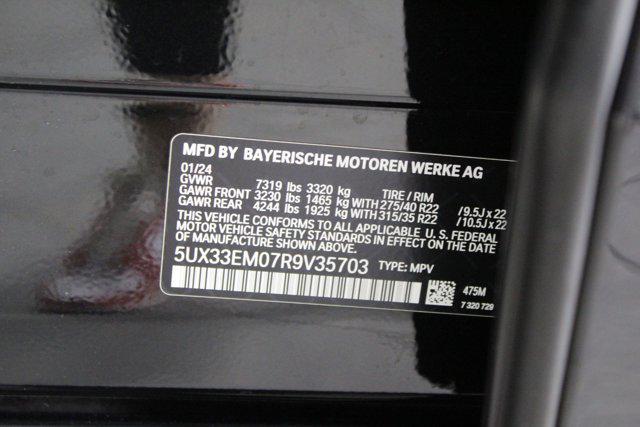 MFD BY BAYERISCHE MOTOREN WERKE AG
01/24
GVWR 7319 lbs 3320 kg TIRE / RIM
GAWR FRONT 3230 lbs 1465 kg WITH 275/40 R22 /9.5J x 22
GAWR REAR 4244 lbs 1925 kg WITH 315/35 R22 /10.5J x 22
THIS VEHICLE CONFORMS TO ALL APPLICABLE U. S. FEDERAL
MOTOR VEHICLE SAFETY STANDARDS IN EFFECT ON THE DATE
OF MANUFACTURE SHOWN ABOVE.
5UX33EM07R9V35703 TYPE: MPV
475M
7 320 729